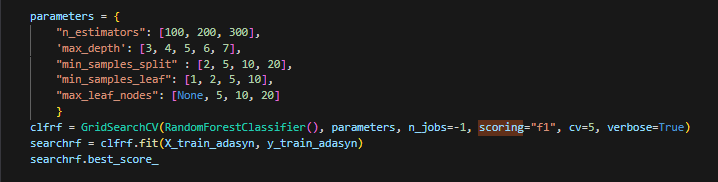 parameters = {
"n_estimators": [100, 200, 300],
'max_depth': [3, 4, 5, 6, 7],
"min_samples_split" : [2, 5, 10, 20],
"min_samples_leaf": [1, 2, 5, 10],
"max_leaf_nodes": [None, 5, 10, 20]
}
clfrf = GridSearchCV(RandomForestClassifier(), parameters, n_jobs=-1, scoring="f1", cv=5, verbose=True)
searchrf = clfrf.fit(X_train_adasyn, y_train_adasyn)
searchrf.best_score_